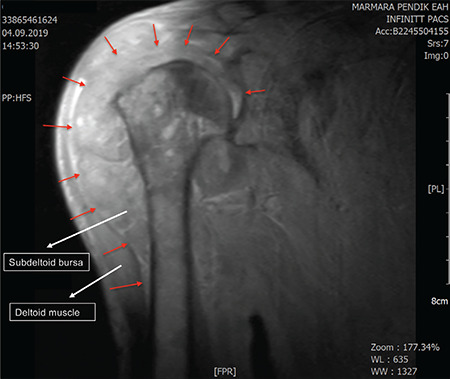 33865461624
04.09.2019
14:53:30
PP:HFS
MARMARA PENDIK EAH
INFINITT PACS
Acc:B2245504155
Srs:7
Img:0
[PL]
8cm
Subdeltoid bursa
Deltoid muscle
[FPR]
Zoom : 177.34%
WL : 635
WW : 1327